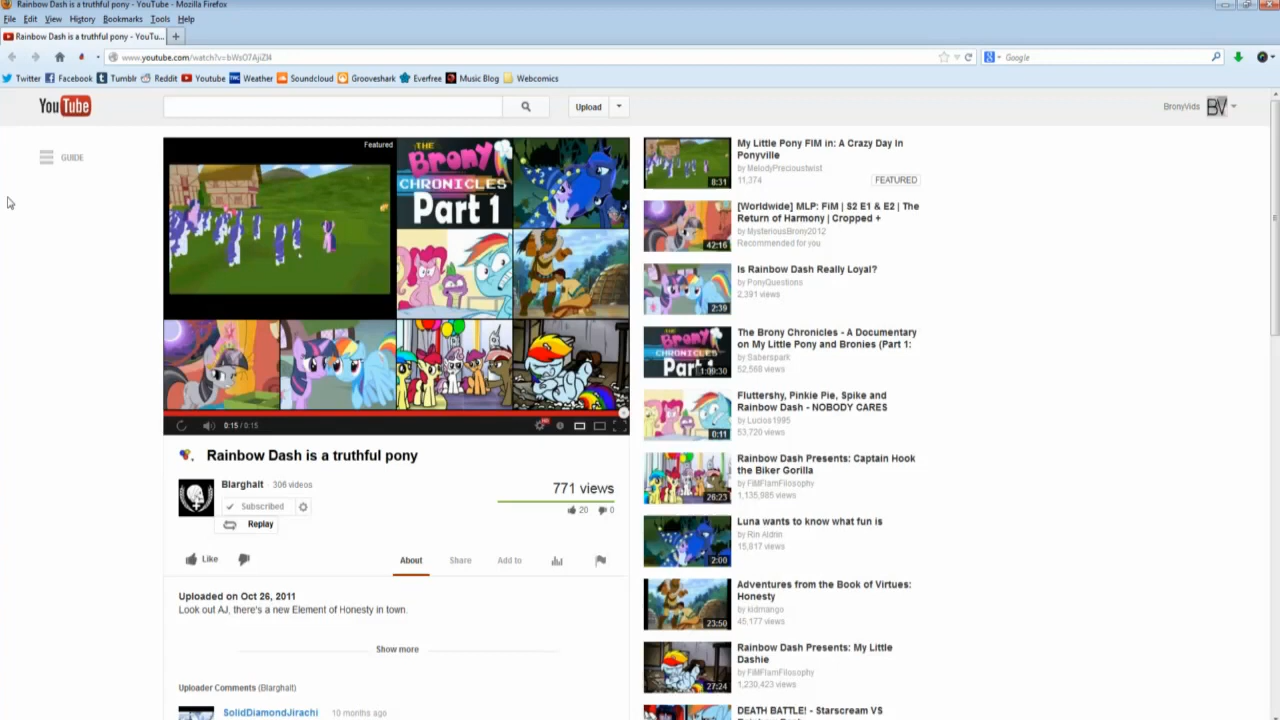 Rainbow Dash is a truthful pony - YouTube - Mozilla Firefox
File Edit View History Bookmarks Tools Help
Rainbow Dash is a truthful pony - YouTu... +
www.youtube.com/watch?v=bWsO7AjiZl4
Google
Twitter Facebook Tumblr Reddit Youtube Weather Soundcloud Grooveshark Everfree Music Blog Webcomics
YouTube
Upload
BronyVids BV
GUIDE
Featured
THE
Brony
CHRONICLES
Part 1
0:15 / 0:15
Rainbow Dash is a truthful pony
Blarghalt · 306 videos
Subscribed
Replay
771 views
20 0
Like
About Share Add to
Uploaded on Oct 26, 2011
Look out AJ, there's a new Element of Honesty in town.
Show more
Uploader Comments (Blarghalt)
SolidDiamondJirachi 10 months ago
8:31
My Little Pony FIM in: A Crazy Day In
Ponyville
by MelodyPrecioustwist
11,374
FEATURED
42:16
[Worldwide] MLP: FiM | S2 E1 & E2 | The
Return of Harmony | Cropped +
by MysteriousBrony2012
Recommended for you
2:39
Is Rainbow Dash Really Loyal?
by PonyQuestions
2,391 views
THE
Brony
CHRONICLES
Part
1:09:30
The Brony Chronicles - A Documentary
on My Little Pony and Bronies (Part 1:
by Saberspark
52,568 views
0:11
Fluttershy, Pinkie Pie, Spike and
Rainbow Dash - NOBODY CARES
by Lucios1995
53,720 views
26:23
Rainbow Dash Presents: Captain Hook
the Biker Gorilla
by FiMFlamFilosophy
1,135,985 views
2:00
Luna wants to know what fun is
by Rin Aldrin
15,817 views
23:50
Adventures from the Book of Virtues:
Honesty
by kidmango
45,177 views
27:24
Rainbow Dash Presents: My Little
Dashie
by FiMFlamFilosophy
1,230,423 views
DEATH BATTLE! - Starscream VS